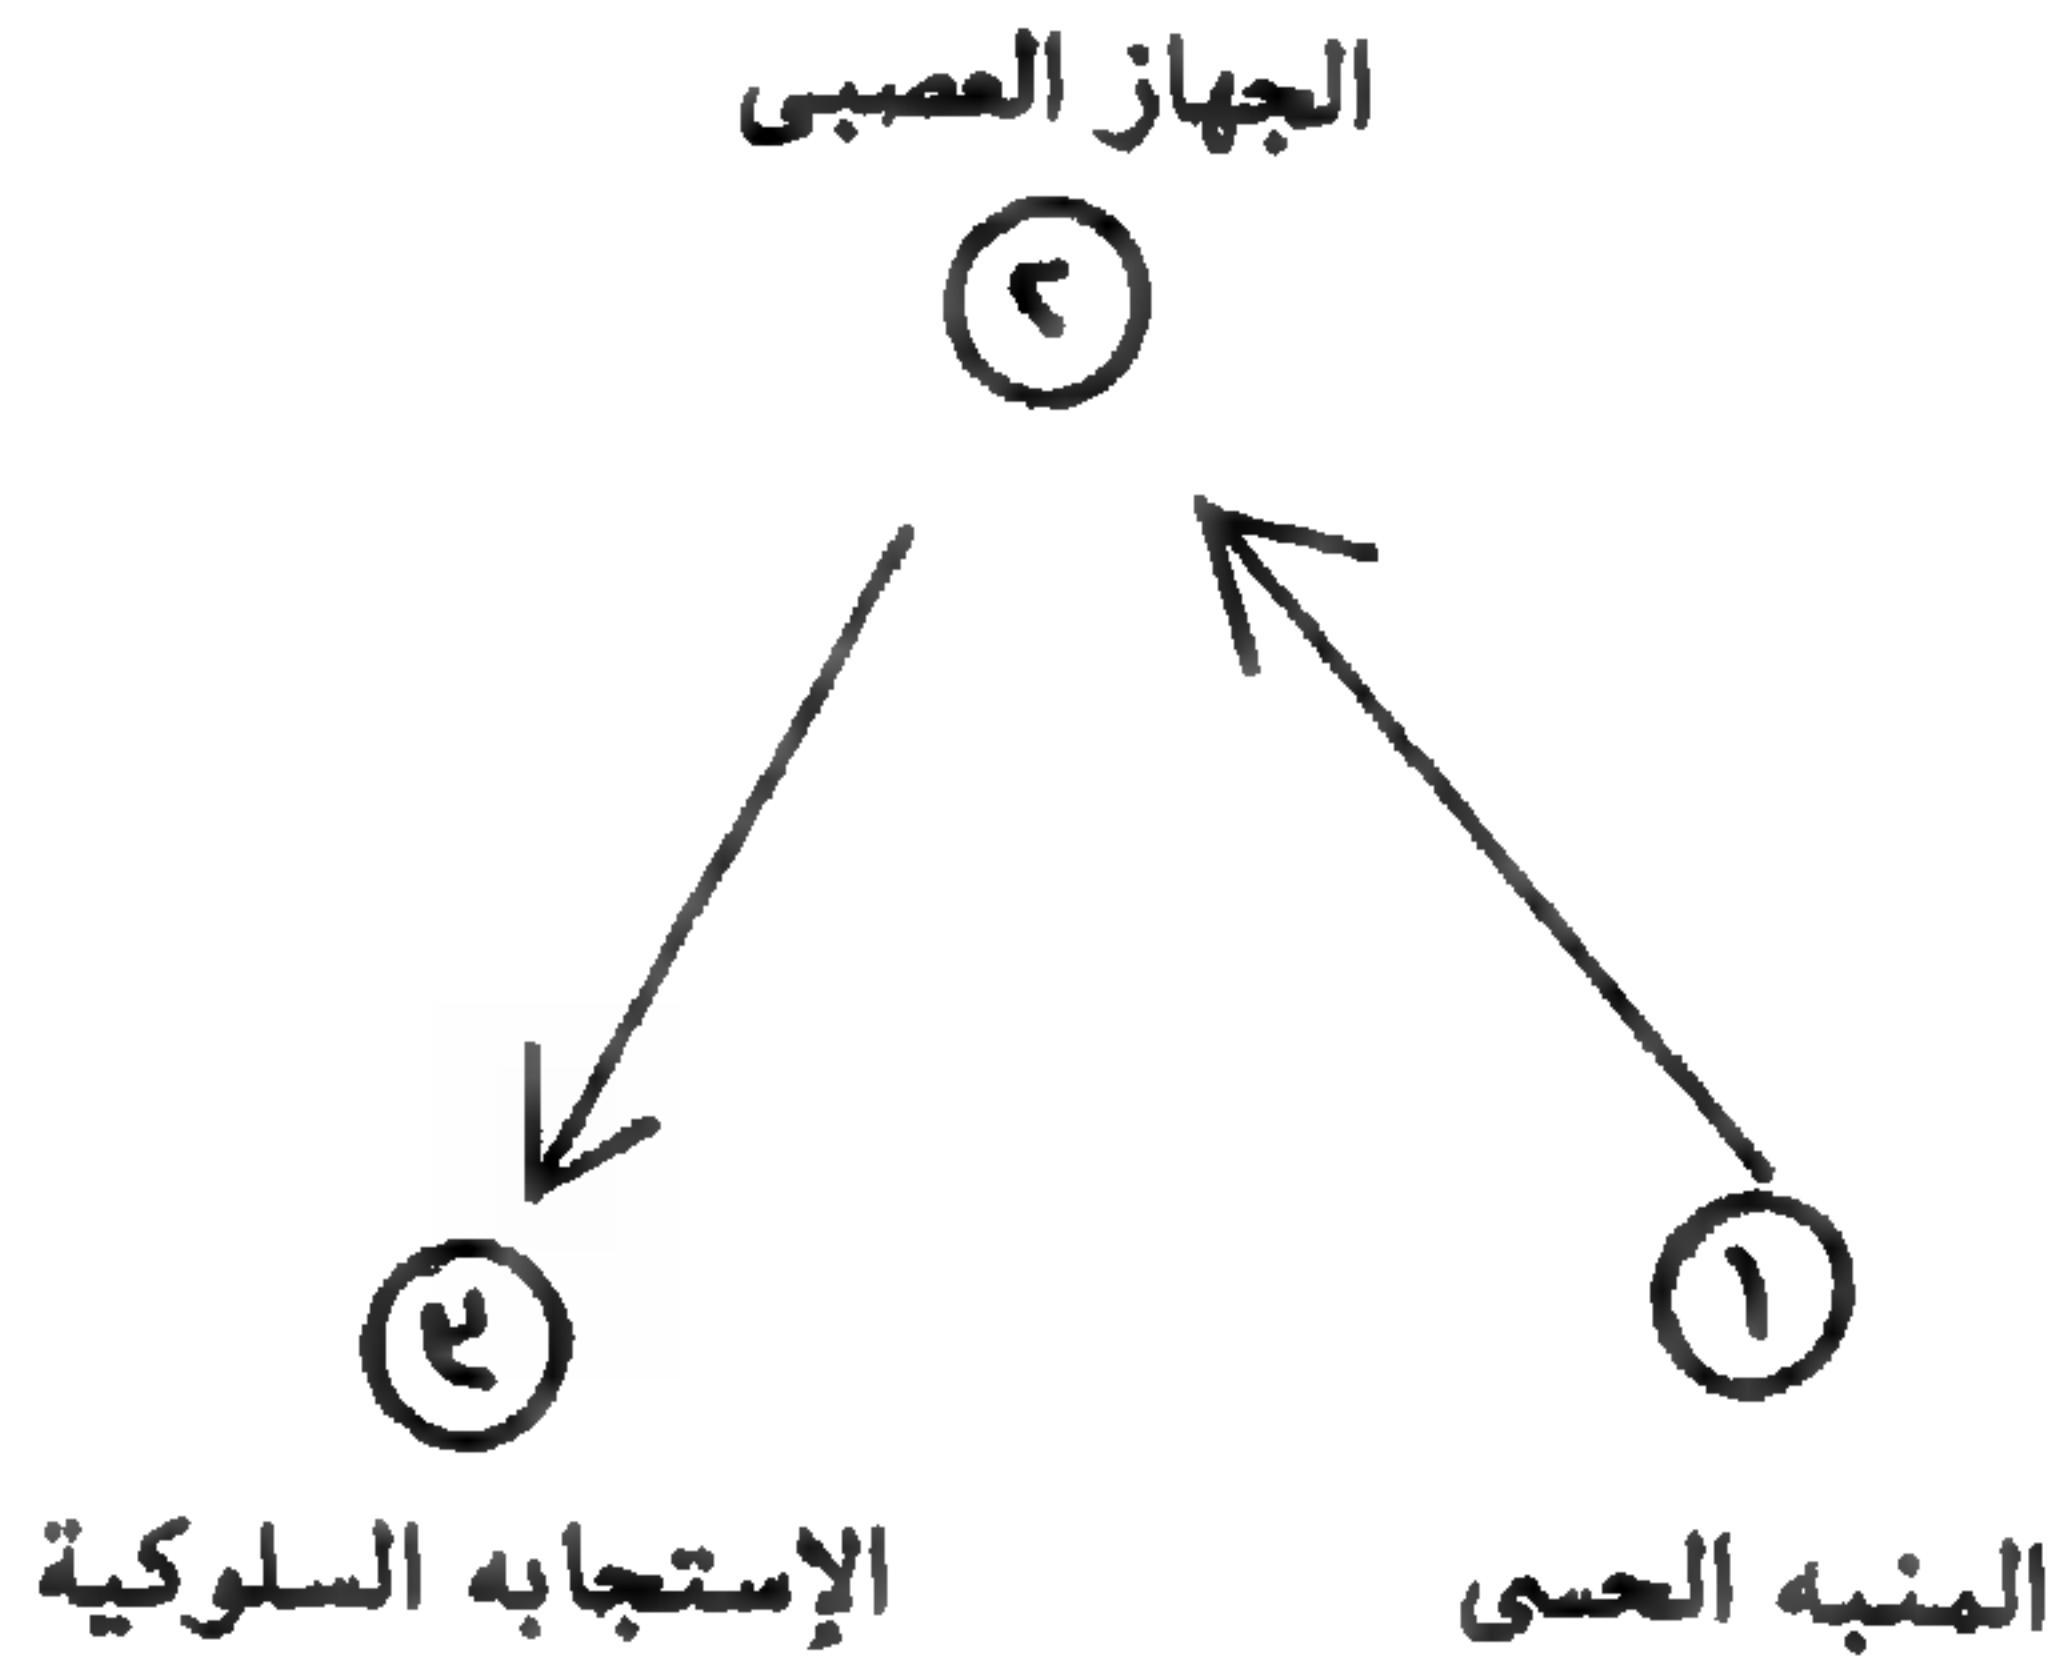 الجهاز العصبى
٢
١
٣
المنبه الحسى
الإستجابه السلوكية